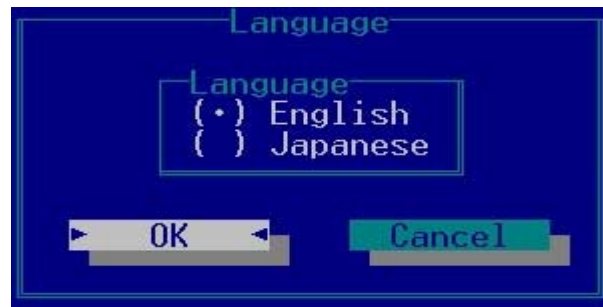 Language
Language
(•) English
( ) Japanese
OK
Cancel